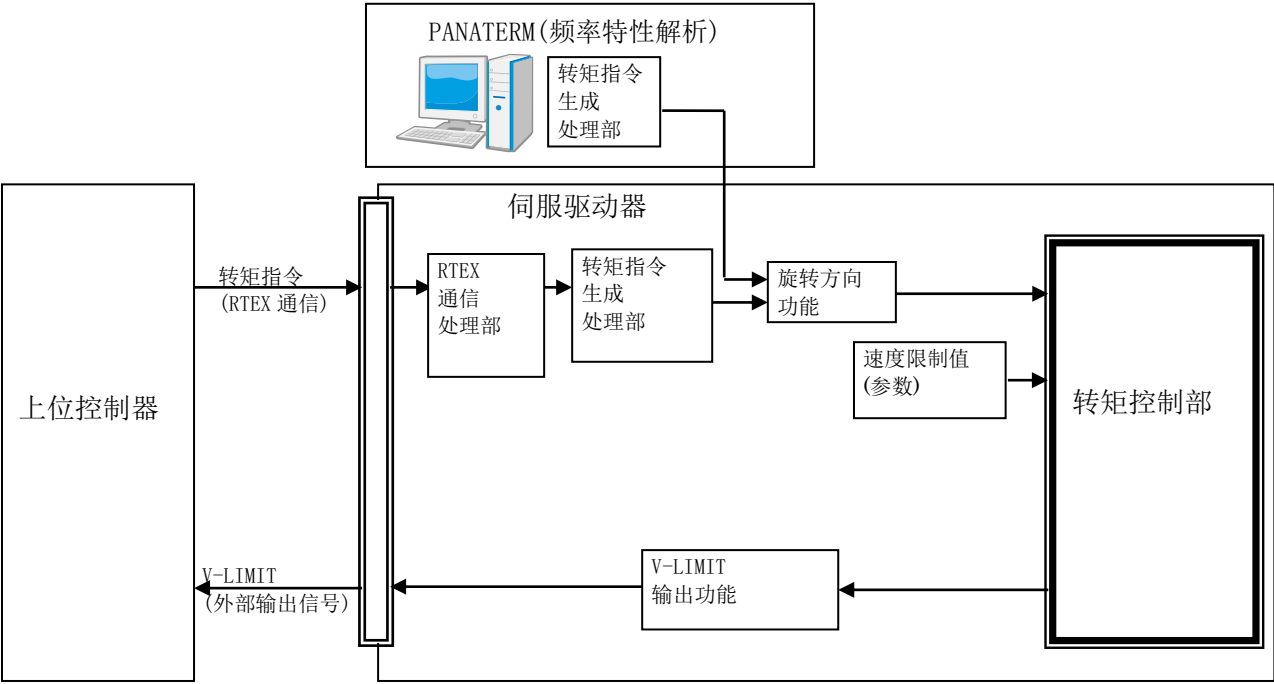 PANATERM(频率特性解析)
转矩指令
生成
处理部
伺服驱动器
转矩指令
(RTEX 通信)
RTEX
通信
处理部
转矩指令
生成
处理部
旋转方向
功能
速度限制值
(参数)
上位控制器
转矩控制部
V-LIMIT
(外部输出信号)
V-LIMIT
输出功能